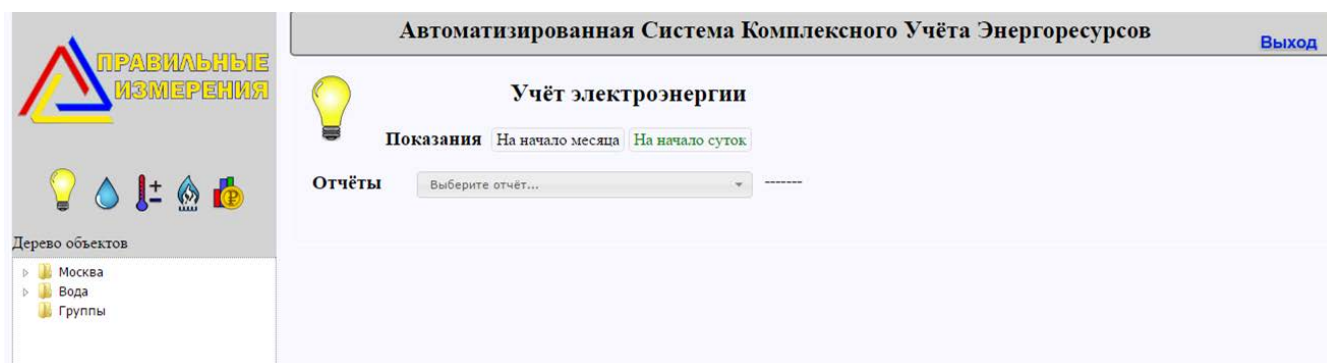 Автоматизированная Система Комплексного Учёта Энергоресурсов
Выход
ПРАВИЛЬНЫЕ
ИЗМЕРЕНИЯ
Учёт электроэнергии
Показания На начало месяца На начало суток
Отчёты Выберите отчёт... -------
Дерево объектов
Москва
Вода
Группы